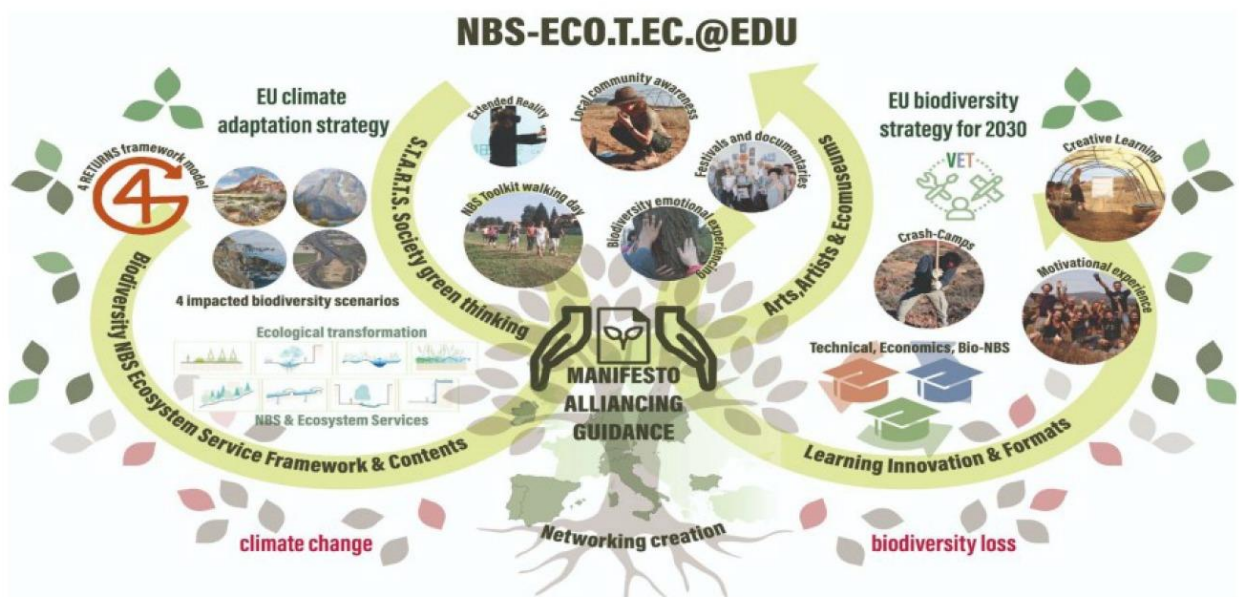 NBS-ECO.T.EC.@EDU
EU climate
adaptation strategy
4 RETURNS framework model
4
4 impacted biodiversity scenarios
Ecological transformation
NBS & Ecosystem Services
Biodiversity NBS Ecosystem Service Framework & Contents
S.T.A.R.T.S. Society green thinking
Extended Reality
Local community awareness
Festivals and documentaries
NBS Toolkit walking day
Biodiversity emotional experiencing
Arts, Artists & Ecomuseums
MANIFESTO
ALLIANCING
GUIDANCE
Networking creation
EU biodiversity
strategy for 2030
VET
Creative Learning
Crash-Camps
Motivational experience
Technical, Economics, Bio-NBS
Learning Innovation & Formats
climate change
biodiversity loss